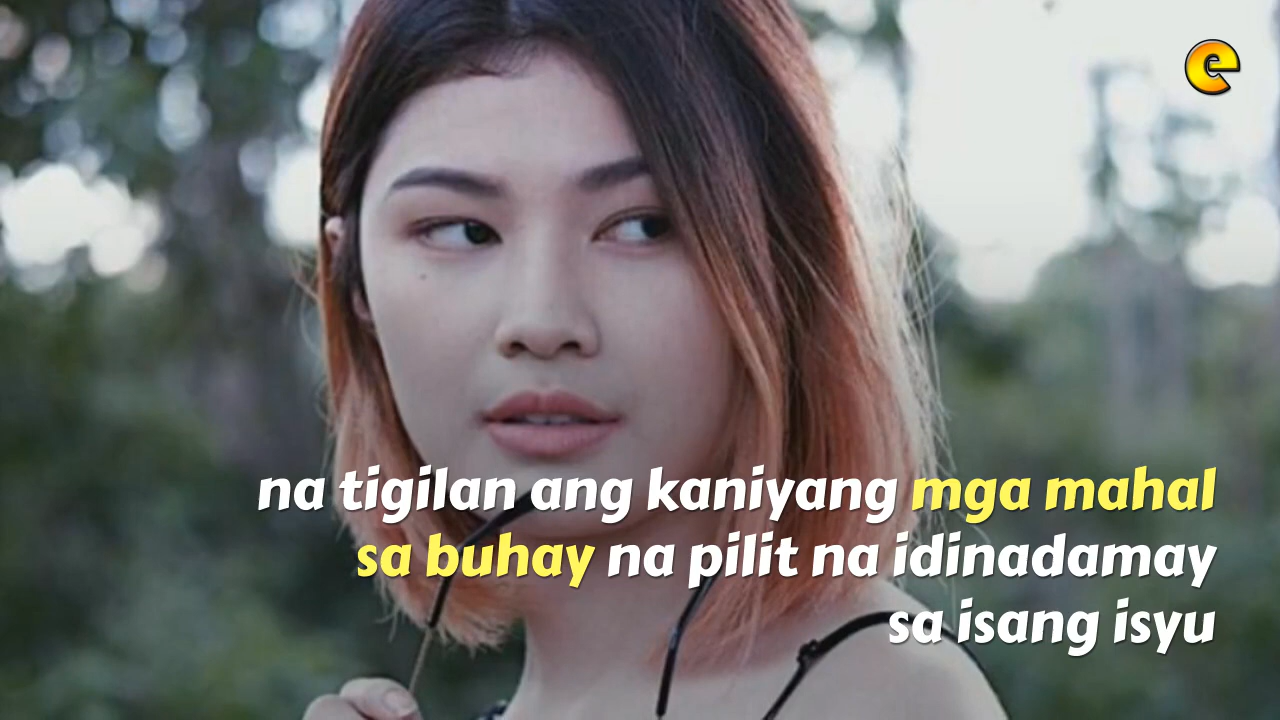 e
na tigilan ang kaniyang mga mahal
sa buhay na pilit na idinadamay
sa isang isyu